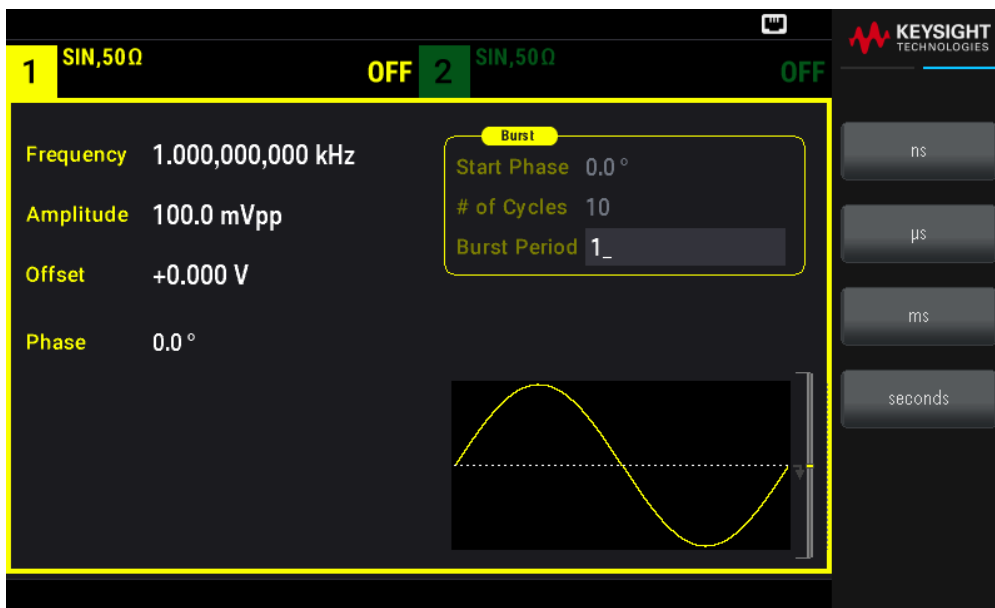 KEYSIGHT
TECHNOLOGIES
1 SIN,50Ω OFF 2 SIN,50Ω OFF
Frequency 1.000,000,000 kHz
Amplitude 100.0 mVpp
Offset +0.000 V
Phase 0.0 °
Burst
Start Phase 0.0 °
# of Cycles 10
Burst Period 1_
ns
µs
ms
seconds